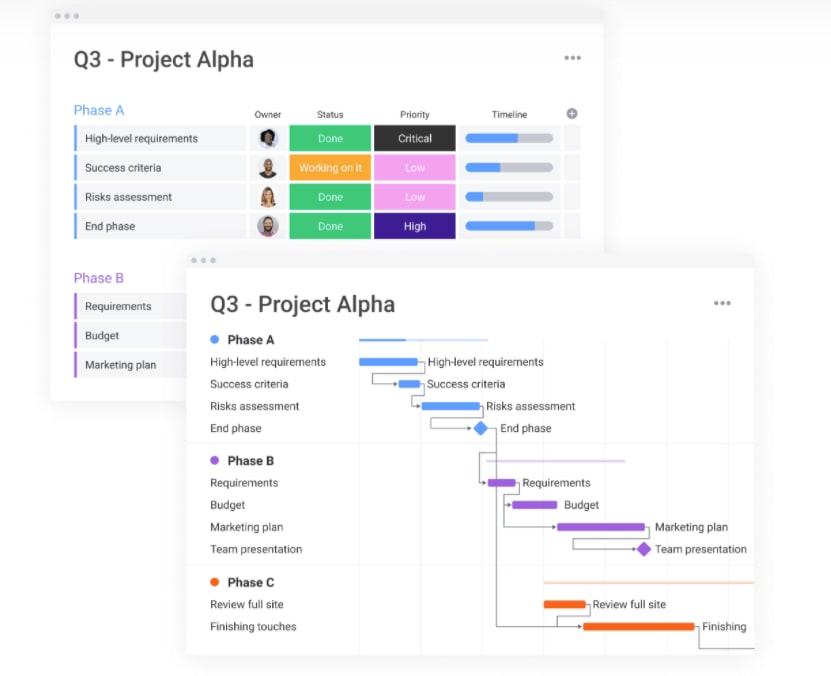 Q3 - Project Alpha
Phase A Owner Status Priority Timeline
High-level requirements Done Critical
Success criteria Working on it Low
Risks assessment Done Low
End phase Done High
Phase B
Requirements
Budget
Marketing plan
Q3 - Project Alpha
Phase A
High-level requirements High-level requirements
Success criteria Success criteria
Risks assessment Risks assessment
End phase End phase
Phase B
Requirements Requirements
Budget Budget
Marketing plan Marketing plan
Team presentation Team presentation
Phase C
Review full site Review full site
Finishing touches Finishing